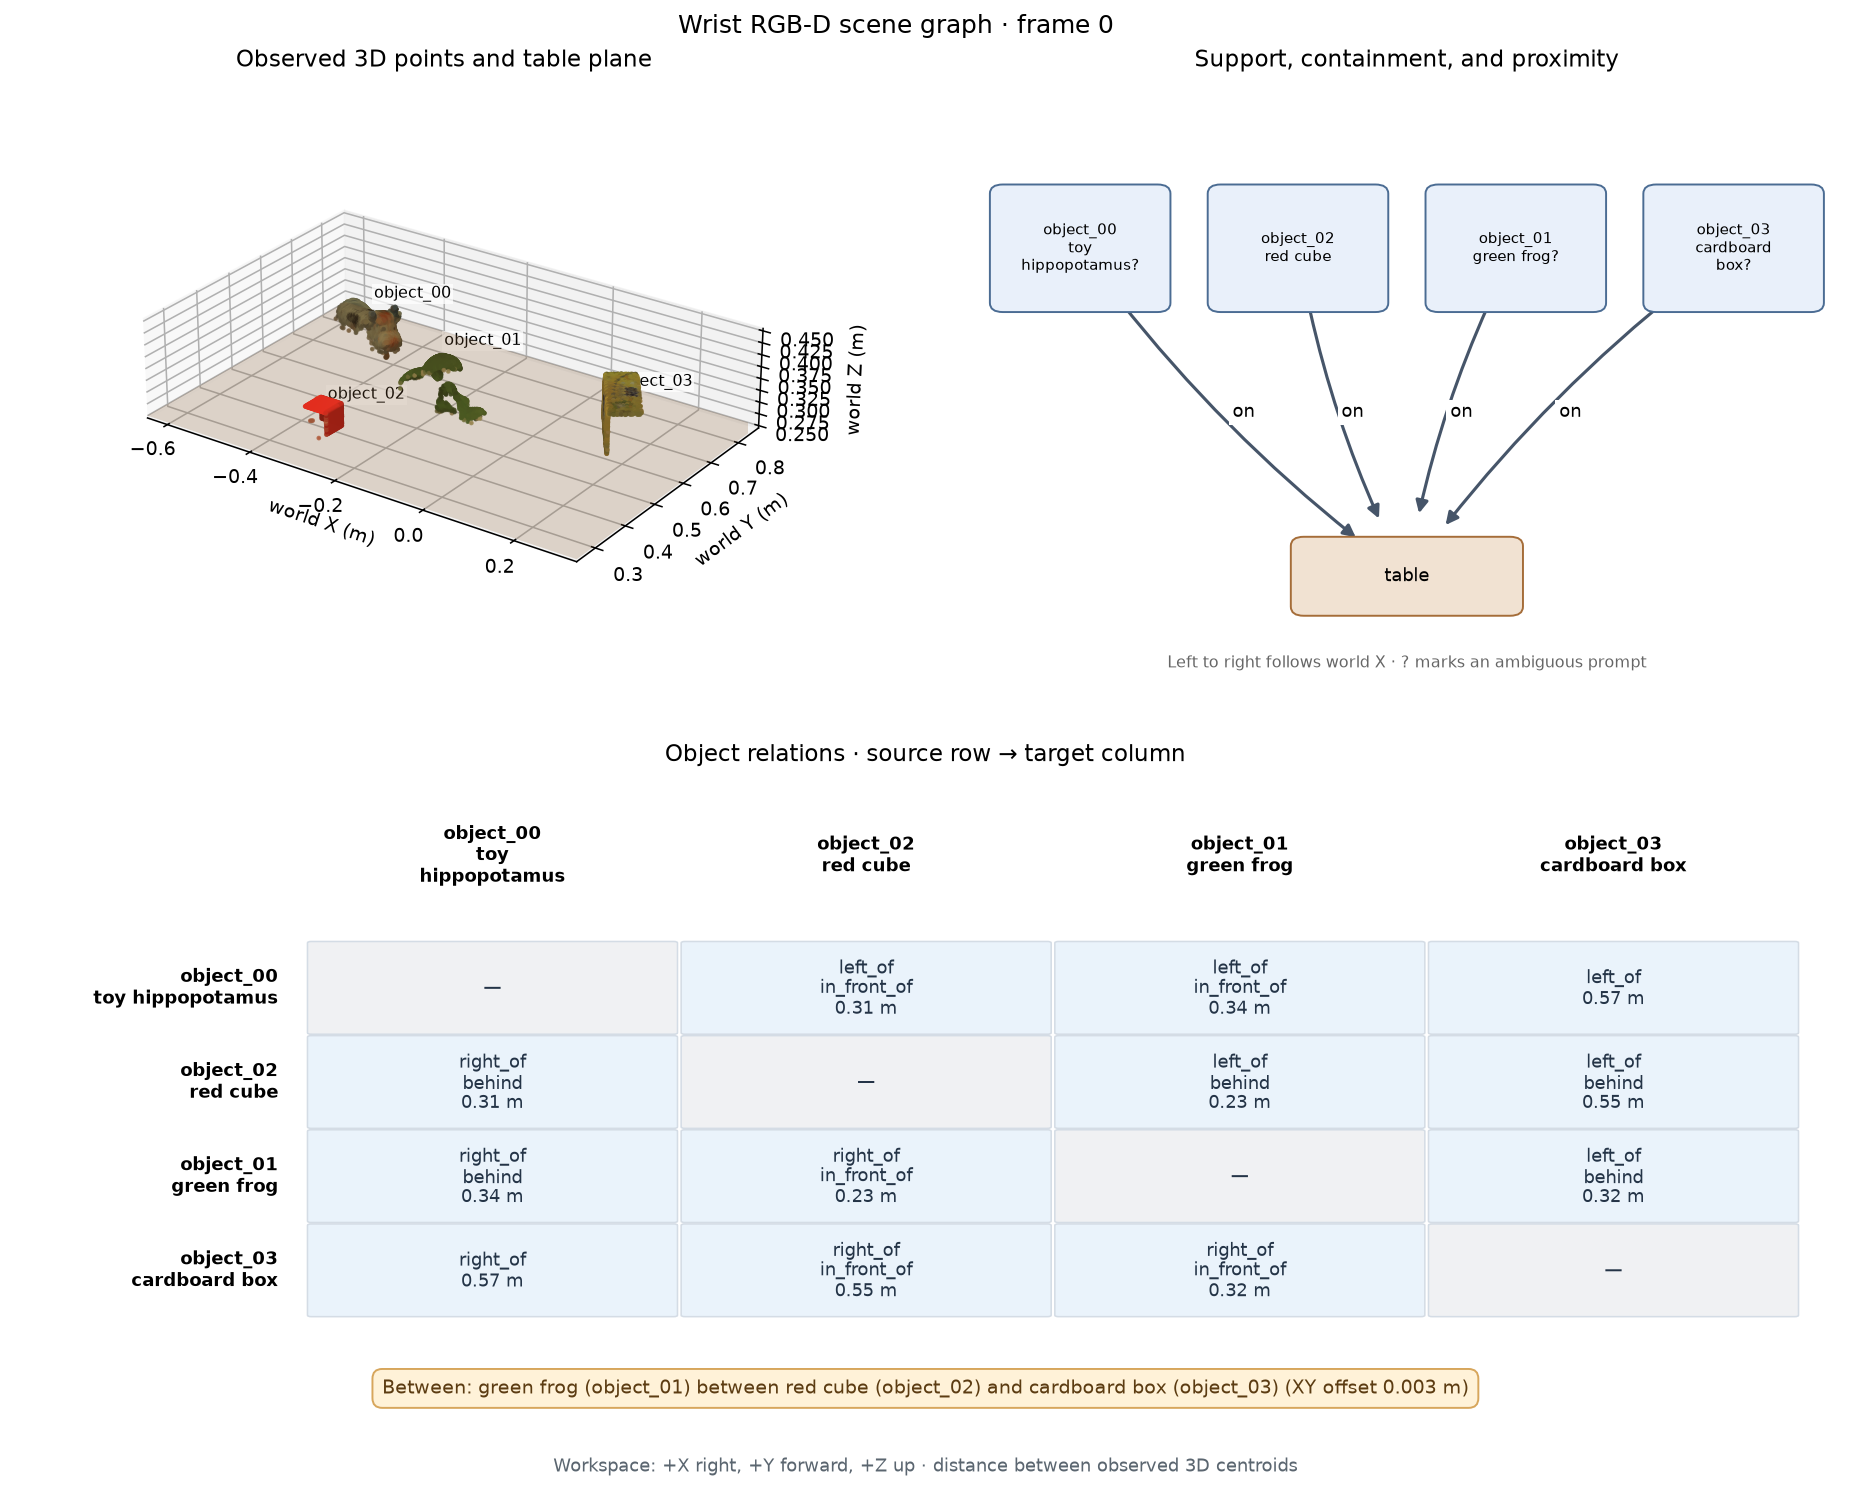 Wrist RGB-D scene graph · frame 0
Observed 3D points and table plane
object_00
object_01
object_02
ect_03
0.450
0.425
0.400
0.375
0.350
0.325
0.300
0.275
0.250
world Z (m)
−0.6
−0.4
−0.2
0.0
0.2
world X (m)
0.3
0.4
0.5
0.6
0.7
0.8
world Y (m)
Support, containment, and proximity
object_00
toy
hippopotamus?
object_02
red cube
object_01
green frog?
object_03
cardboard
box?
on
on
on
on
table
Left to right follows world X · ? marks an ambiguous prompt
Object relations · source row → target column
object_00
toy
hippopotamus
object_02
red cube
object_01
green frog
object_03
cardboard box
object_00
toy hippopotamus
—
left_of
in_front_of
0.31 m
left_of
in_front_of
0.34 m
left_of
0.57 m
object_02
red cube
right_of
behind
0.31 m
—
left_of
behind
0.23 m
left_of
behind
0.55 m
object_01
green frog
right_of
behind
0.34 m
right_of
in_front_of
0.23 m
—
left_of
behind
0.32 m
object_03
cardboard box
right_of
0.57 m
right_of
in_front_of
0.55 m
right_of
in_front_of
0.32 m
—
Between: green frog (object_01) between red cube (object_02) and cardboard box (object_03) (XY offset 0.003 m)
Workspace: +X right, +Y forward, +Z up · distance between observed 3D centroids